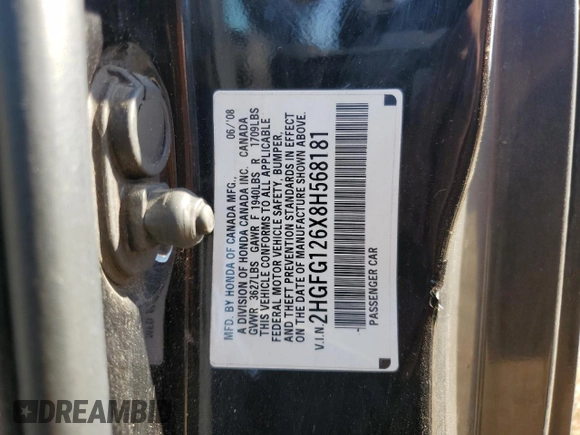 MFD. BY HONDA OF CANADA MFG., 06/'08
A DIVISION OF HONDA CANADA INC. CANADA
GVWR 3627LBS GAWR F 1940LBS R 1709LBS
THIS VEHICLE CONFORMS TO ALL APPLICABLE
FEDERAL MOTOR VEHICLE SAFETY, BUMPER,
AND THEFT PREVENTION STANDARDS IN EFFECT
ON THE DATE OF MANUFACTURE SHOWN ABOVE.
V.I.N. 2HGFG126X8H568181
PASSENGER CAR
DREAMBID